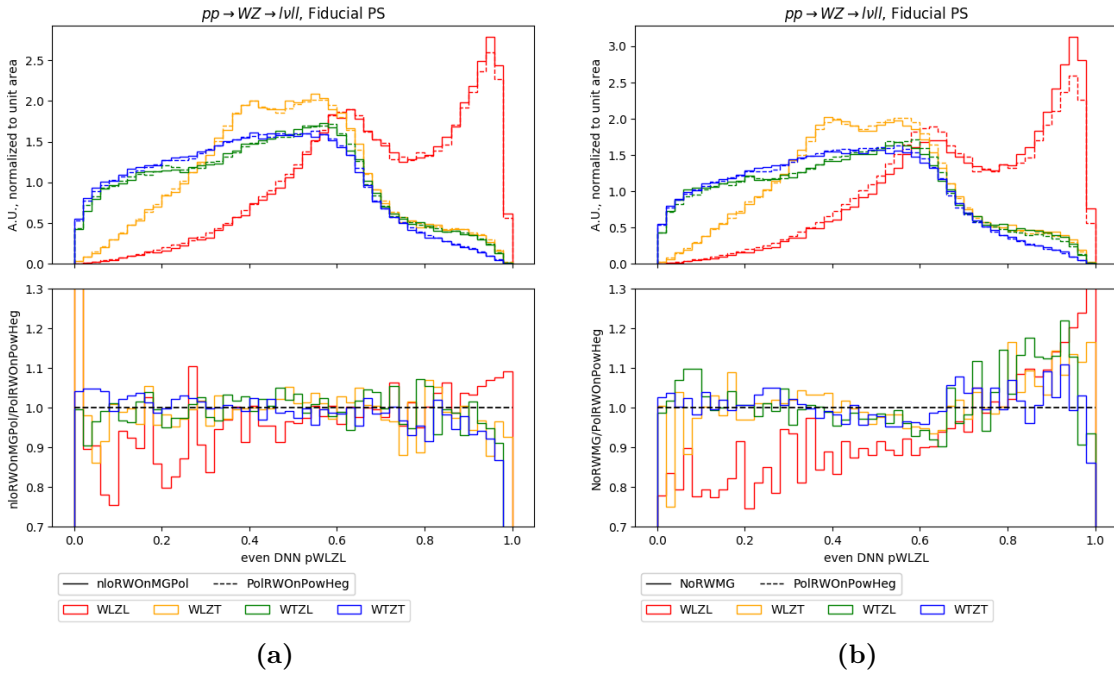 pp → WZ → lνll, Fiducial PS
A.U., normalized to unit area
2.5
2.0
1.5
1.0
0.5
0.0
nloRWOnMGPol/PolRWOnPowHeg
1.3
1.2
1.1
1.0
0.9
0.8
0.7
0.0 0.2 0.4 0.6 0.8 1.0
even DNN pWLZL
nloRWOnMGPol PolRWOnPowHeg
WLZL WLZT WTZL WTZT
(a)
pp → WZ → lνll, Fiducial PS
A.U., normalized to unit area
3.0
2.5
2.0
1.5
1.0
0.5
0.0
NoRWMG/PolRWOnPowHeg
1.3
1.2
1.1
1.0
0.9
0.8
0.7
0.0 0.2 0.4 0.6 0.8 1.0
even DNN pWLZL
NoRWMG PolRWOnPowHeg
WLZL WLZT WTZL WTZT
(b)